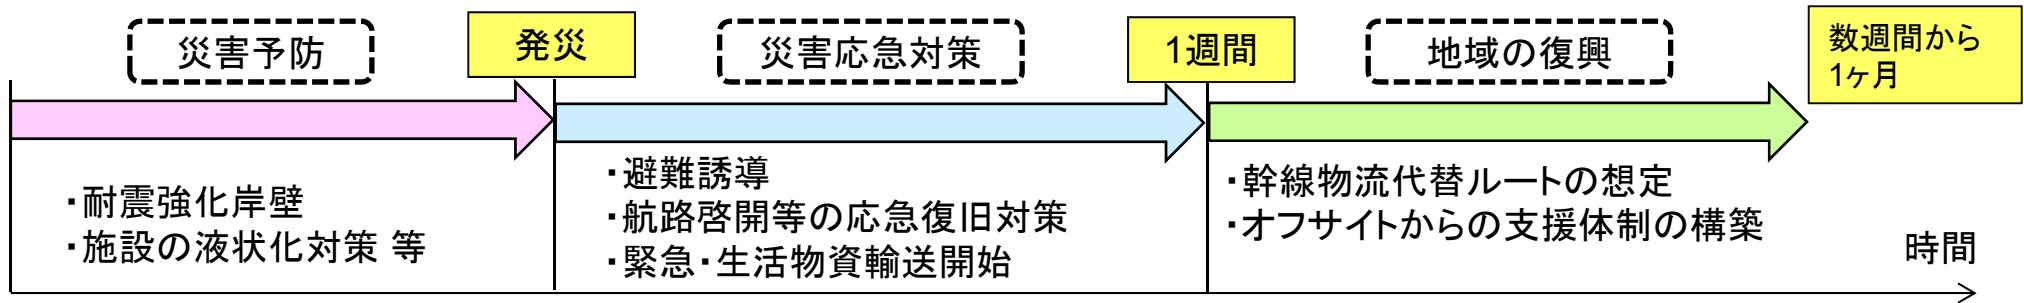 災害予防
発災
災害応急対策
1週間
地域の復興
数週間から
1ヶ月
・耐震強化岸壁
・施設の液状化対策 等
・避難誘導
・航路啓開等の応急復旧対策
・緊急・生活物資輸送開始
・幹線物流代替ルートの想定
・オフサイトからの支援体制の構築
時間